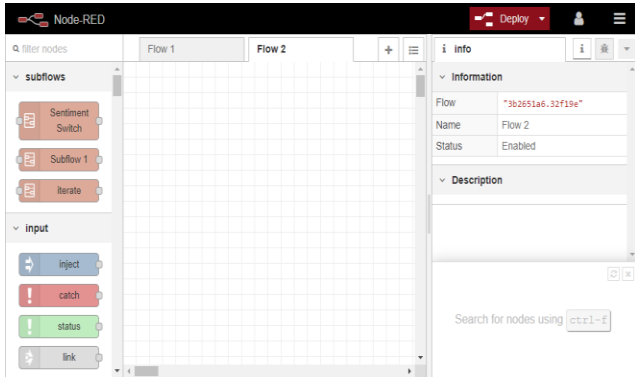 Node-RED
Deploy
filter nodes
Flow 1
Flow 2
i info
i
subflows
Sentiment
Switch
Subflow 1
iterate
input
inject
catch
status
link
Information
Flow "3b2651a6.32f19e"
Name Flow 2
Status Enabled
Description
Search for nodes using ctrl-f